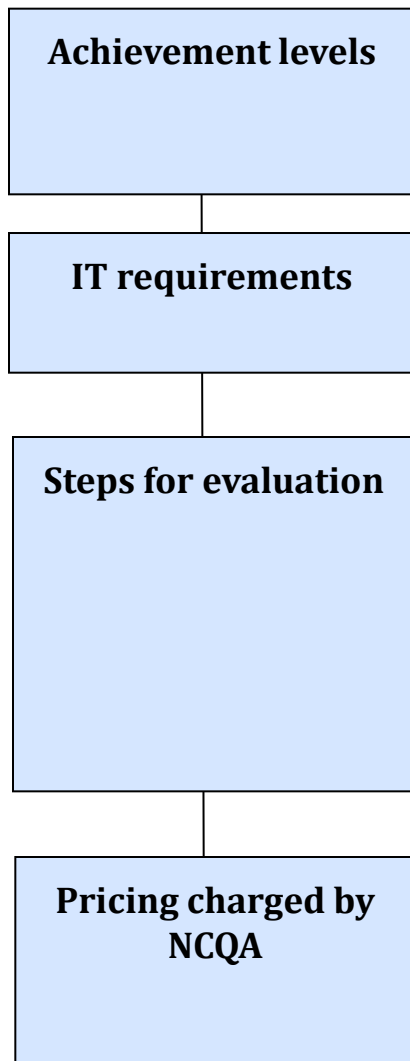 Achievement levels
IT requirements
Steps for evaluation
Pricing charged by
NCQA